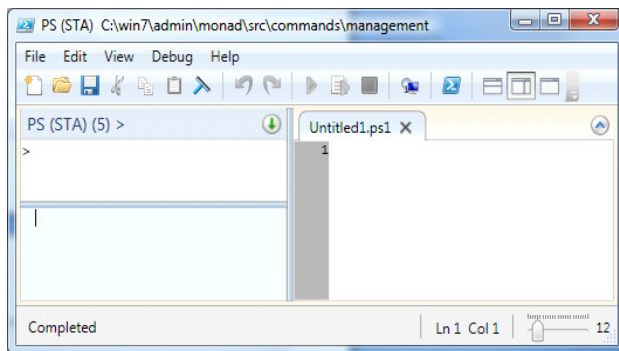 PS (STA) C:\win7\admin\monad\src\commands\management
File Edit View Debug Help
PS (STA) (5) >
Untitled1.ps1
>
1
Completed
Ln 1 Col 1
12